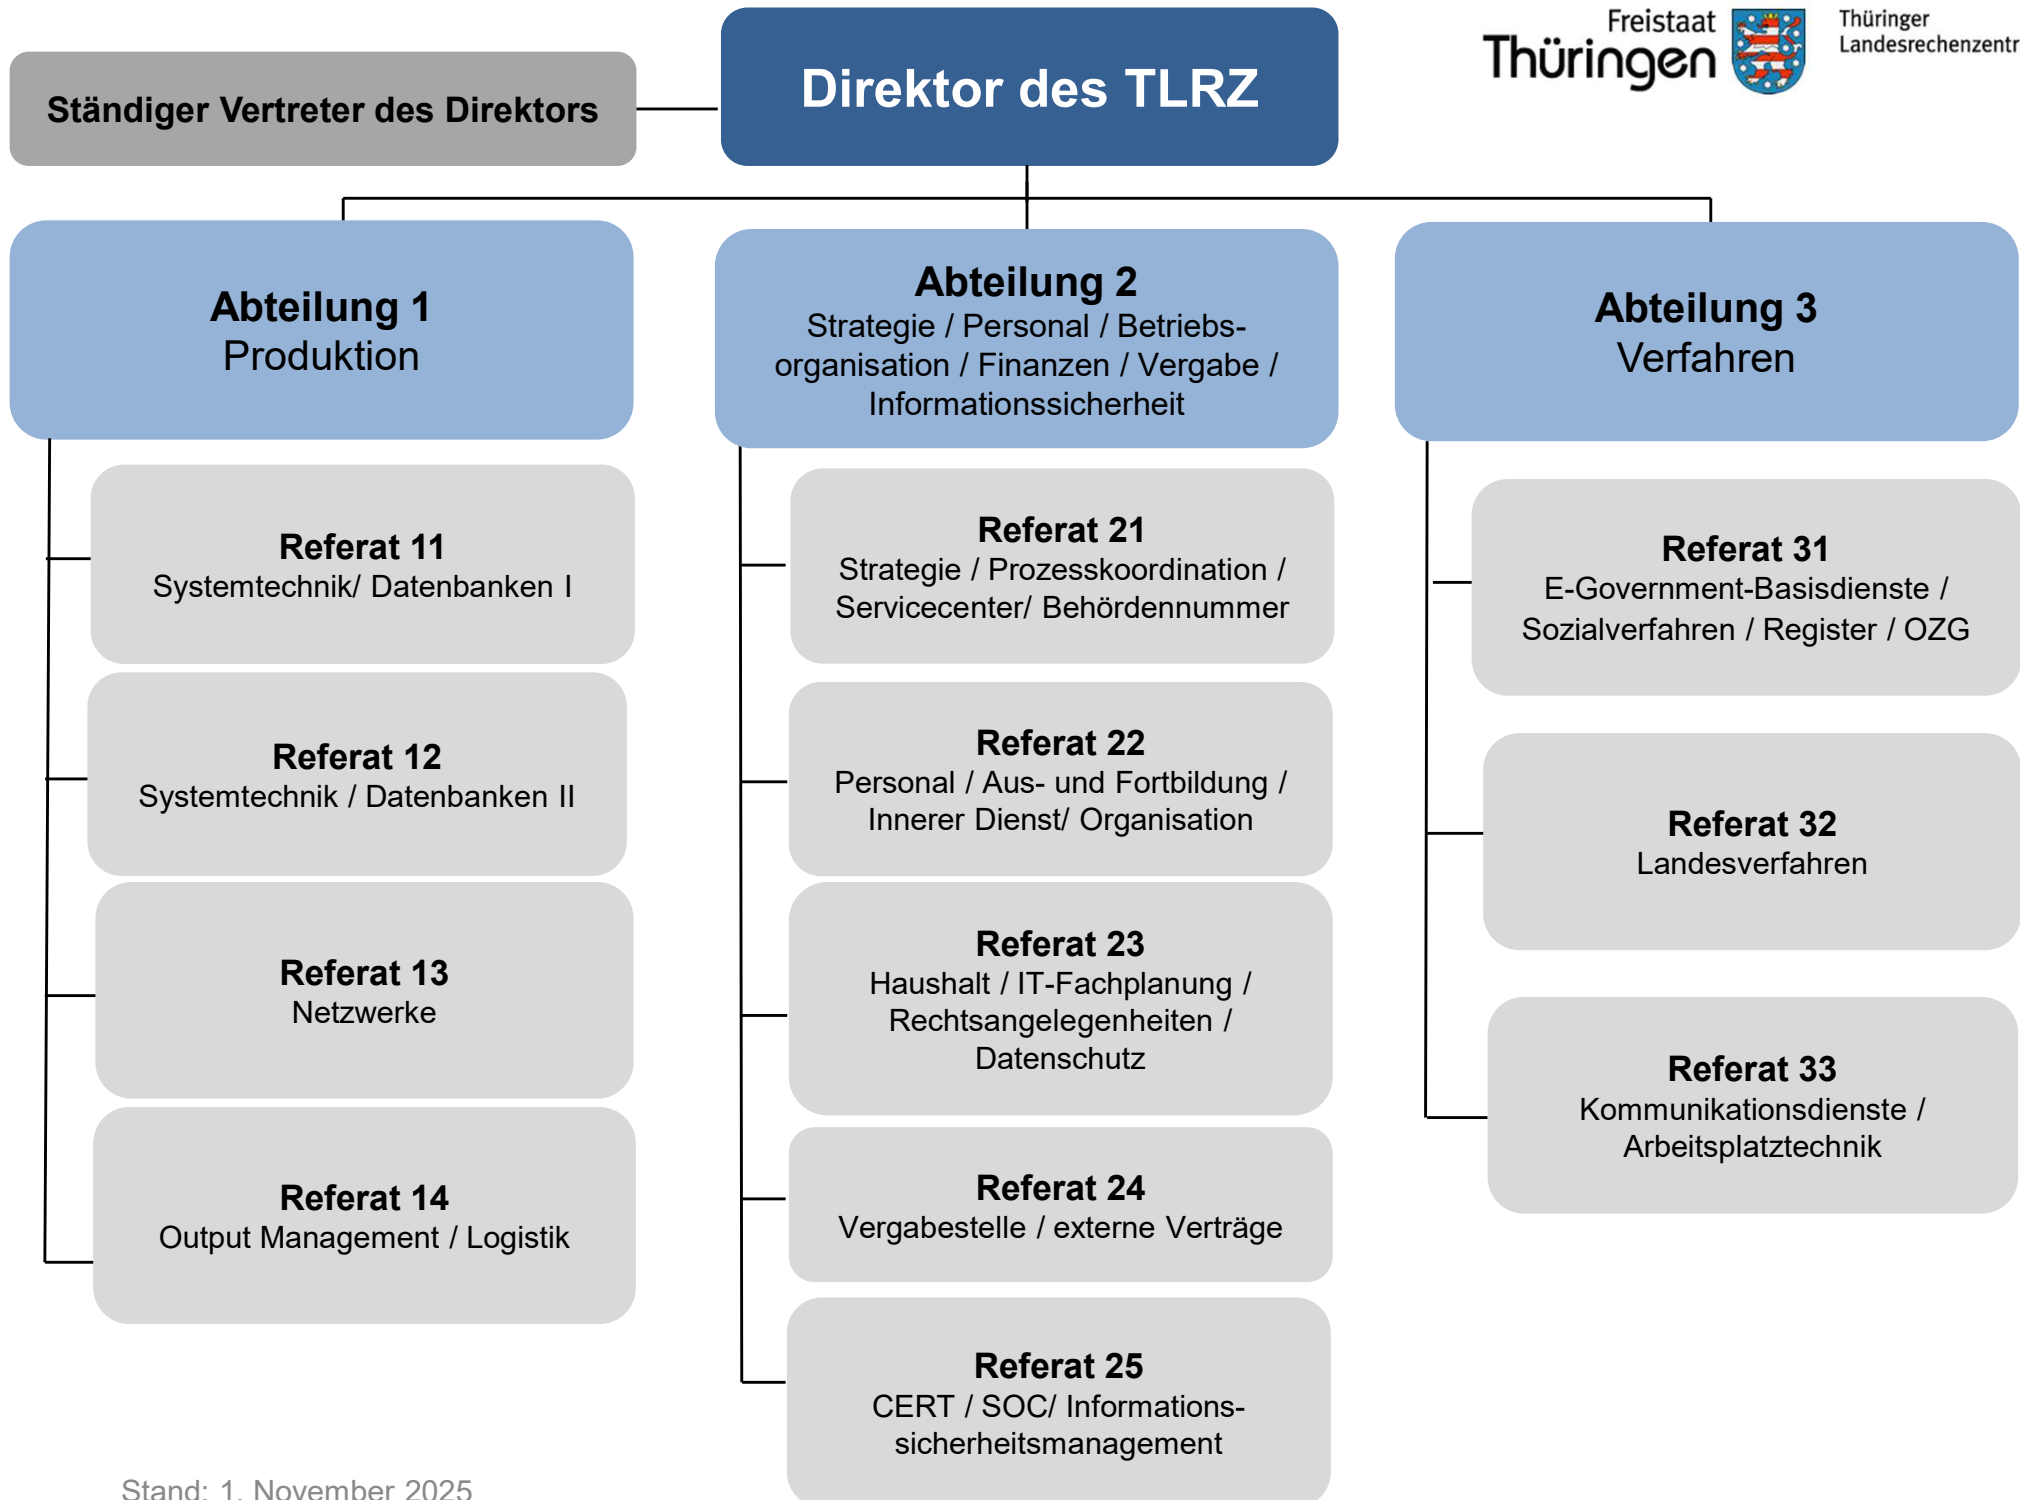 Freistaat
Thüringen
Thüringer
Ständiger Vertreter des Direktors
Direktor des TLRZ
Abteilung 1
Produktion
Referat 11
Systemtechnik/ Datenbanken I
Referat 12
Systemtechnik / Datenbanken II
Referat 13
Netzwerke
Referat 14
Output Management / Logistik
Abteilung 2
Strategie / Personal / Betriebs-
organisation / Finanzen / Vergabe /
Informationssicherheit
Referat 21
Strategie / Prozesskoordination /
Servicecenter/ Behördennummer
Referat 22
Personal / Aus- und Fortbildung /
Innerer Dienst/ Organisation
Referat 23
Haushalt / IT-Fachplanung /
Rechtsangelegenheiten /
Datenschutz
Referat 24
Vergabestelle / externe Verträge
Referat 25
CERT / SOC/ Informations-
sicherheitsmanagement
Abteilung 3
Verfahren
Referat 31
E-Government-Basisdienste /
Sozialverfahren / Register / OZG
Referat 32
Landesverfahren
Referat 33
Kommunikationsdienste /
Arbeitsplatztechnik
Stand: 1. November 2025